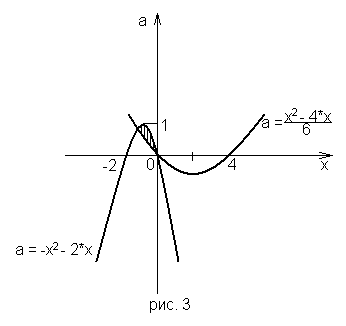 a
1
a = x² - 4*x
6
-2
0
4
x
a = -x² - 2*x
рис. 3